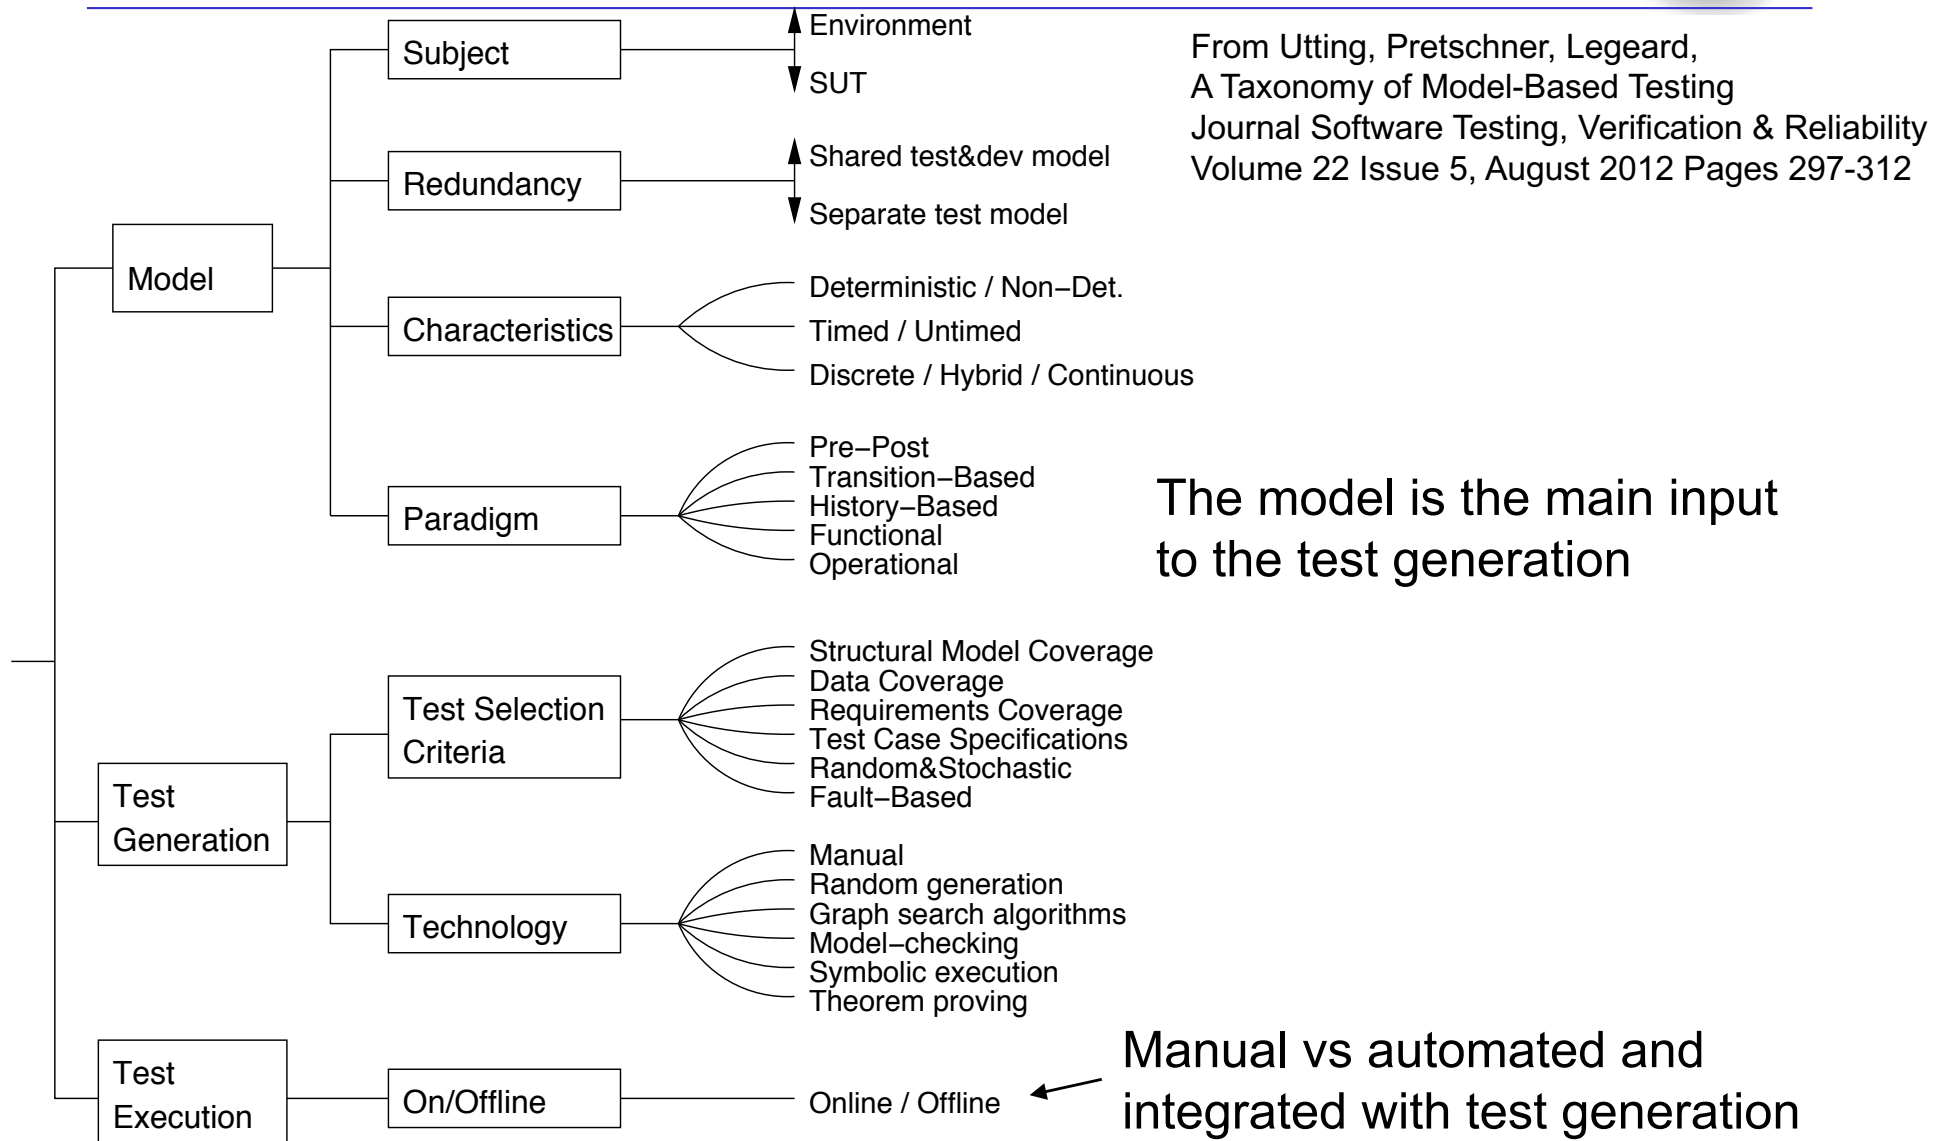 Environment
Subject
SUT
From Utting, Pretschner, Legeard,
A Taxonomy of Model-Based Testing
Journal Software Testing, Verification & Reliability
Volume 22 Issue 5, August 2012 Pages 297-312
Shared test&dev model
Redundancy
Separate test model
Model
Deterministic / Non−Det.
Characteristics
Timed / Untimed
Discrete / Hybrid / Continuous
Pre−Post
Transition−Based
History−Based
Paradigm
Functional
Operational
The model is the main input
to the test generation
Structural Model Coverage
Data Coverage
Test Selection
Criteria
Requirements Coverage
Test Case Specifications
Random&Stochastic
Fault−Based
Test
Generation
Manual
Random generation
Graph search algorithms
Technology
Model−checking
Symbolic execution
Theorem proving
Test
Execution
On/Offline
Online / Offline
Manual vs automated and
integrated with test generation